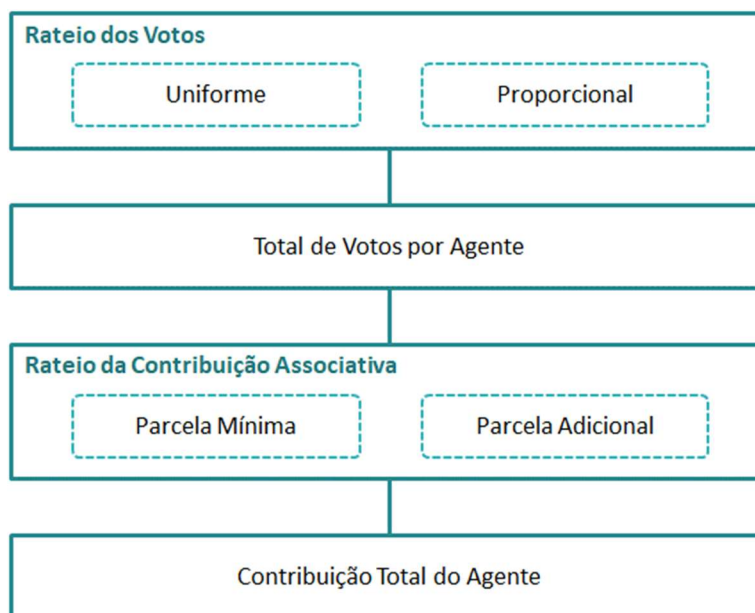 Rateio dos Votos
Uniforme
Proporcional
Total de Votos por Agente
Rateio da Contribuição Associativa
Parcela Mínima
Parcela Adicional
Contribuição Total do Agente